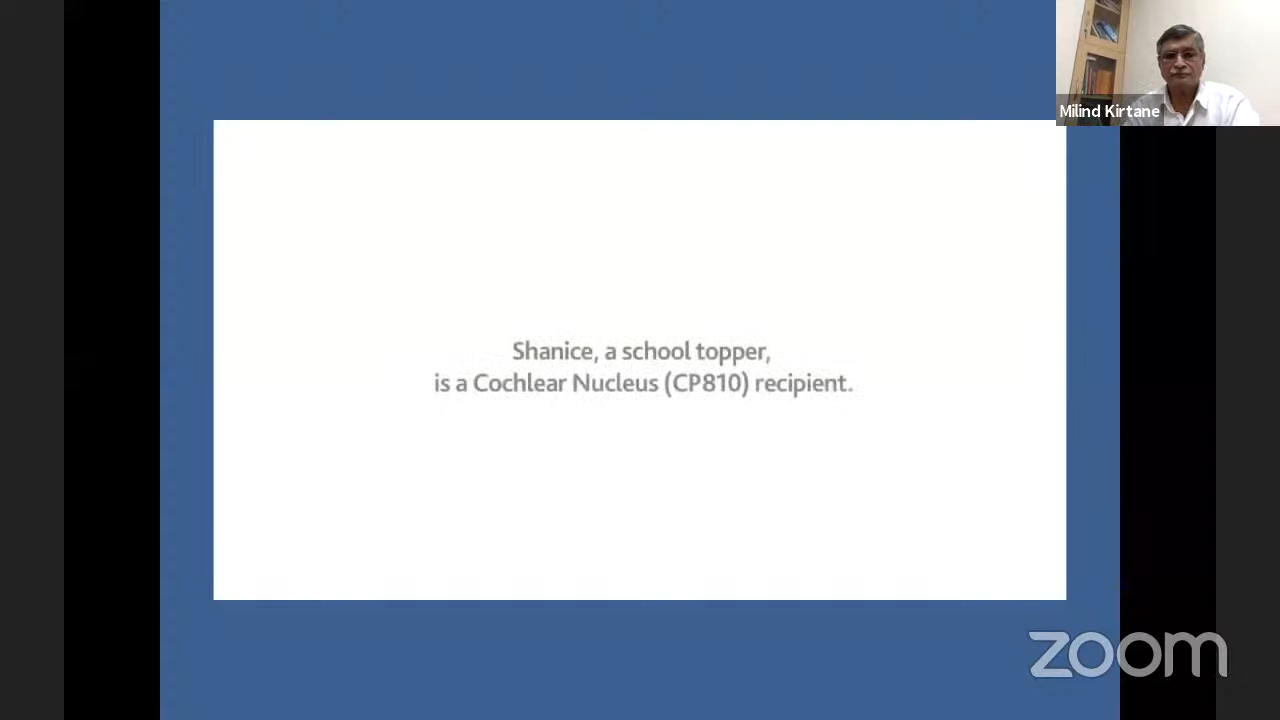 Milind Kirtane
Shanice, a school topper,
is a Cochlear Nucleus (CP810) recipient.
zoom